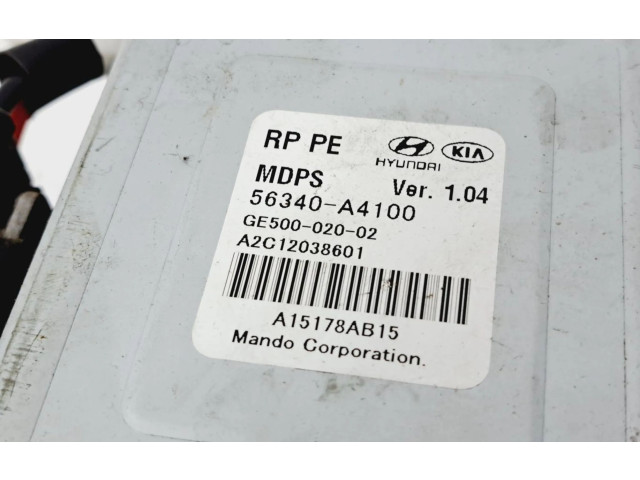 RP PE HYUNDAI KIA
MDPS Ver. 1.04
56340-A4100
GE500-020-02
A2C12038601
A15178AB15
Mando Corporation.